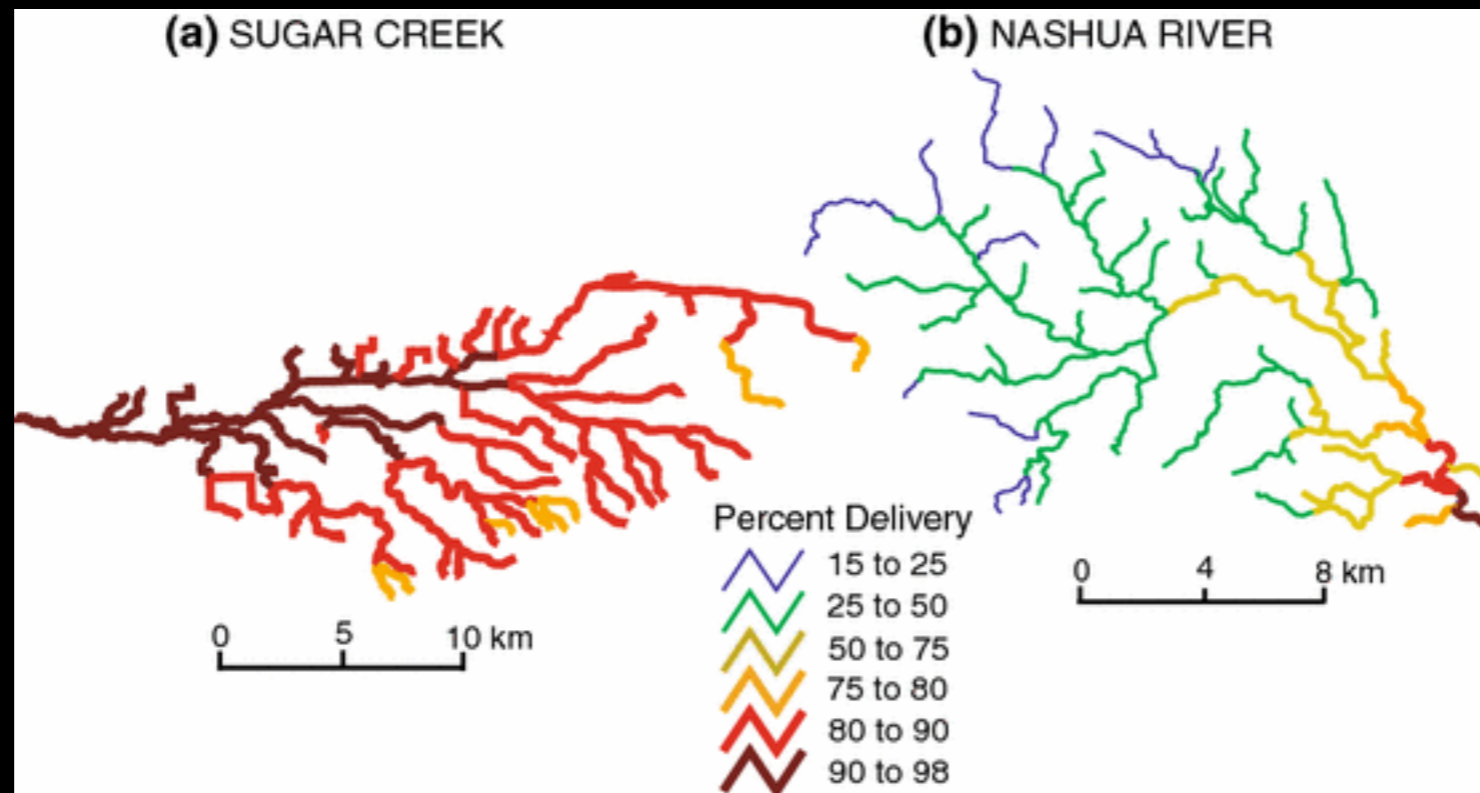 (a) SUGAR CREEK
(b) NASHUA RIVER
0 5 10 km
0 4 8 km
Percent Delivery
15 to 25
25 to 50
50 to 75
75 to 80
80 to 90
90 to 98